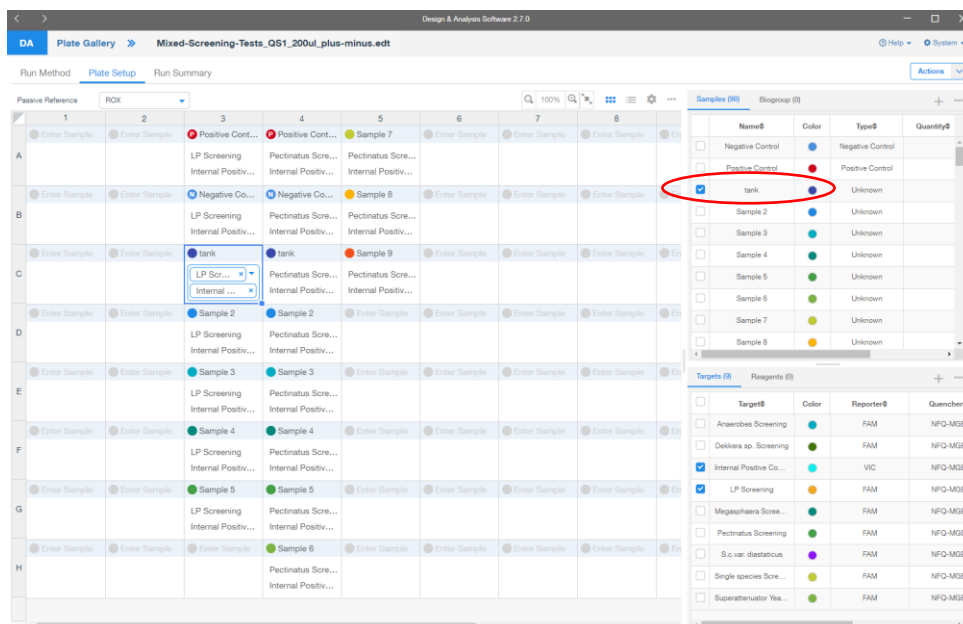 Design & Analysis Software 2.7.0
DA Plate Gallery Mixed-Screening-Tests_QS1_200ul_plus-minus.edt Help System
Run Method Plate Setup Run Summary Actions
Passive Reference ROX 100%
Samples (98) Biogroup (0)
1 2 3 4 5 6 7 8
Name Color Type Quantity
A Enter Sample Enter Sample P Positive Cont... P Positive Cont... Sample 7 Enter Sample Enter Sample Enter Sample En
LP Screening Pectinatus Scre... Pectinatus Scre...
Internal Positiv... Internal Positiv... Internal Positiv...
B Enter Sample Enter Sample N Negative Co... N Negative Co... Sample 8 Enter Sample Enter Sample Enter Sample
LP Screening Pectinatus Scre... Pectinatus Scre...
Internal Positiv... Internal Positiv... Internal Positiv...
C Enter Sample Enter Sample tank tank Sample 9 Enter Sample Enter Sample Enter Sample En
LP Scr... × Pectinatus Scre... Pectinatus Scre...
Internal ... × Internal Positiv... Internal Positiv...
D Enter Sample Enter Sample Sample 2 Sample 2 Enter Sample Enter Sample Enter Sample Enter Sample En
LP Screening Pectinatus Scre...
Internal Positiv... Internal Positiv...
E Enter Sample Enter Sample Sample 3 Sample 3 Enter Sample Enter Sample Enter Sample Enter Sample En
LP Screening Pectinatus Scre...
Internal Positiv... Internal Positiv...
F Enter Sample Enter Sample Sample 4 Sample 4 Enter Sample Enter Sample Enter Sample Enter Sample En
LP Screening Pectinatus Scre...
Internal Positiv... Internal Positiv...
G Enter Sample Enter Sample Sample 5 Sample 5 Enter Sample Enter Sample Enter Sample Enter Sample En
LP Screening Pectinatus Scre...
Internal Positiv... Internal Positiv...
H Enter Sample Enter Sample Enter Sample Sample 6 Enter Sample Enter Sample Enter Sample Enter Sample En
Pectinatus Scre...
Internal Positiv...
Negative Control Negative Control
Positive Control Positive Control
tank Unknown
Sample 2 Unknown
Sample 3 Unknown
Sample 4 Unknown
Sample 5 Unknown
Sample 6 Unknown
Sample 7 Unknown
Sample 8 Unknown
Targets (9) Reagents (0)
Target Color Reporter Quencher
Anaerobes Screening FAM NFQ-MGB
Dekkera sp. Screening FAM NFQ-MGB
Internal Positive Co... VIC NFQ-MGB
LP Screening FAM NFQ-MGB
Megasphaera Scree... FAM NFQ-MGB
Pectinatus Screening FAM NFQ-MGB
S.c.var. diastaticus FAM NFQ-MGB
Single species Scre... FAM NFQ-MGB
Superattenuator Yea... FAM NFQ-MGB